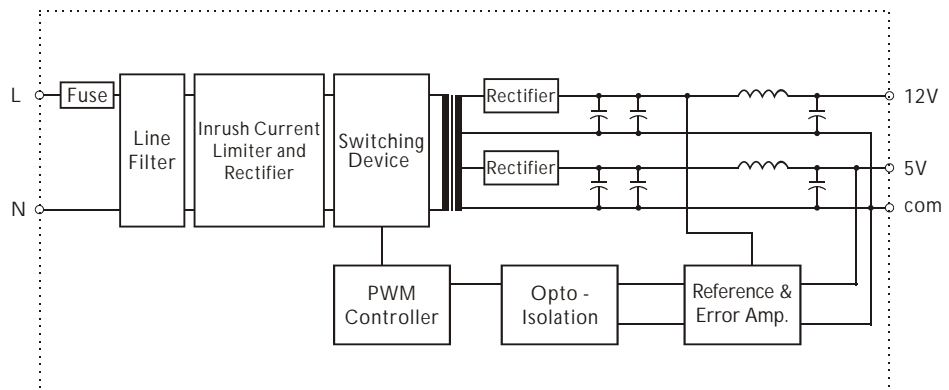 L
Fuse
Line
Filter
Inrush Current
Limiter and
Rectifier
Switching
Device
Rectifier
12V
Rectifier
5V
N
com
PWM
Controller
Opto -
Isolation
Reference &
Error Amp.